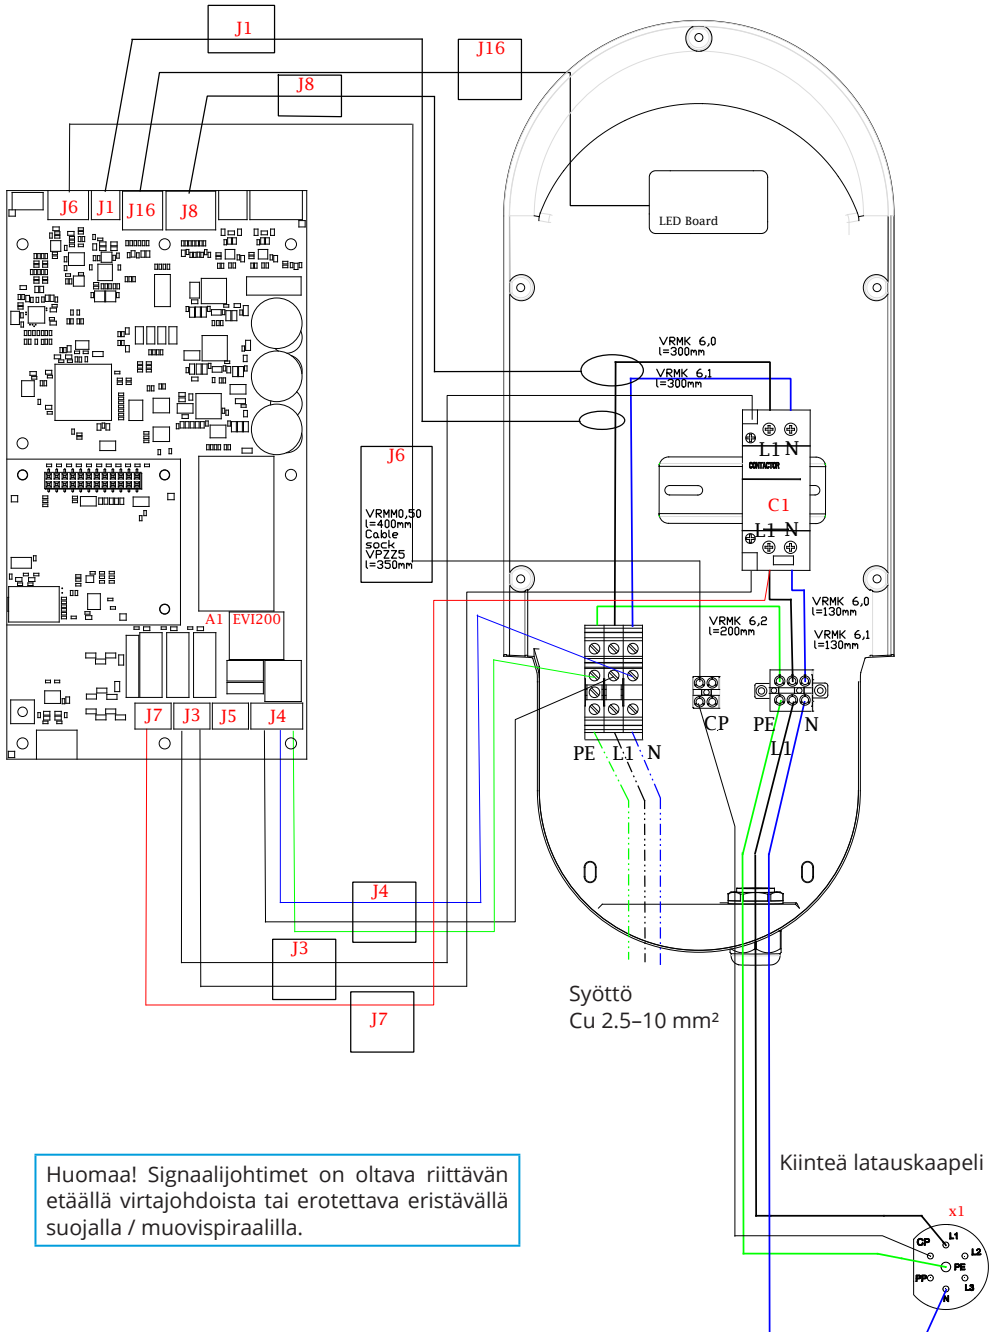 J1
J16
J8
J6
J1
J16
J8
LED Board
VRMK 6,0
l=300mm
VRMK 6,1
l=300mm
L1 N
CONTACTOR
C1
L1 N
J6
VRMM0,50
l=400mm
Cable
sock
VPZZ5
l=350mm
A1 EVI200
VRMK 6,2
l=200mm
VRMK 6,0
l=130mm
VRMK 6,1
l=130mm
J7
J3
J5
J4
PE L1 N
CP
PE
N
L1
J4
J3
J7
Syöttö
Cu 2.5–10 mm²
Huomaa! Signaalijohtimet on oltava riittävän
etäällä virtajohdoista tai erotettava eristävällä
suojalla / muovispiraalilla.
Kiinteä latauskaapeli
x1
CP
L1
L2
PE
PP
L3
N